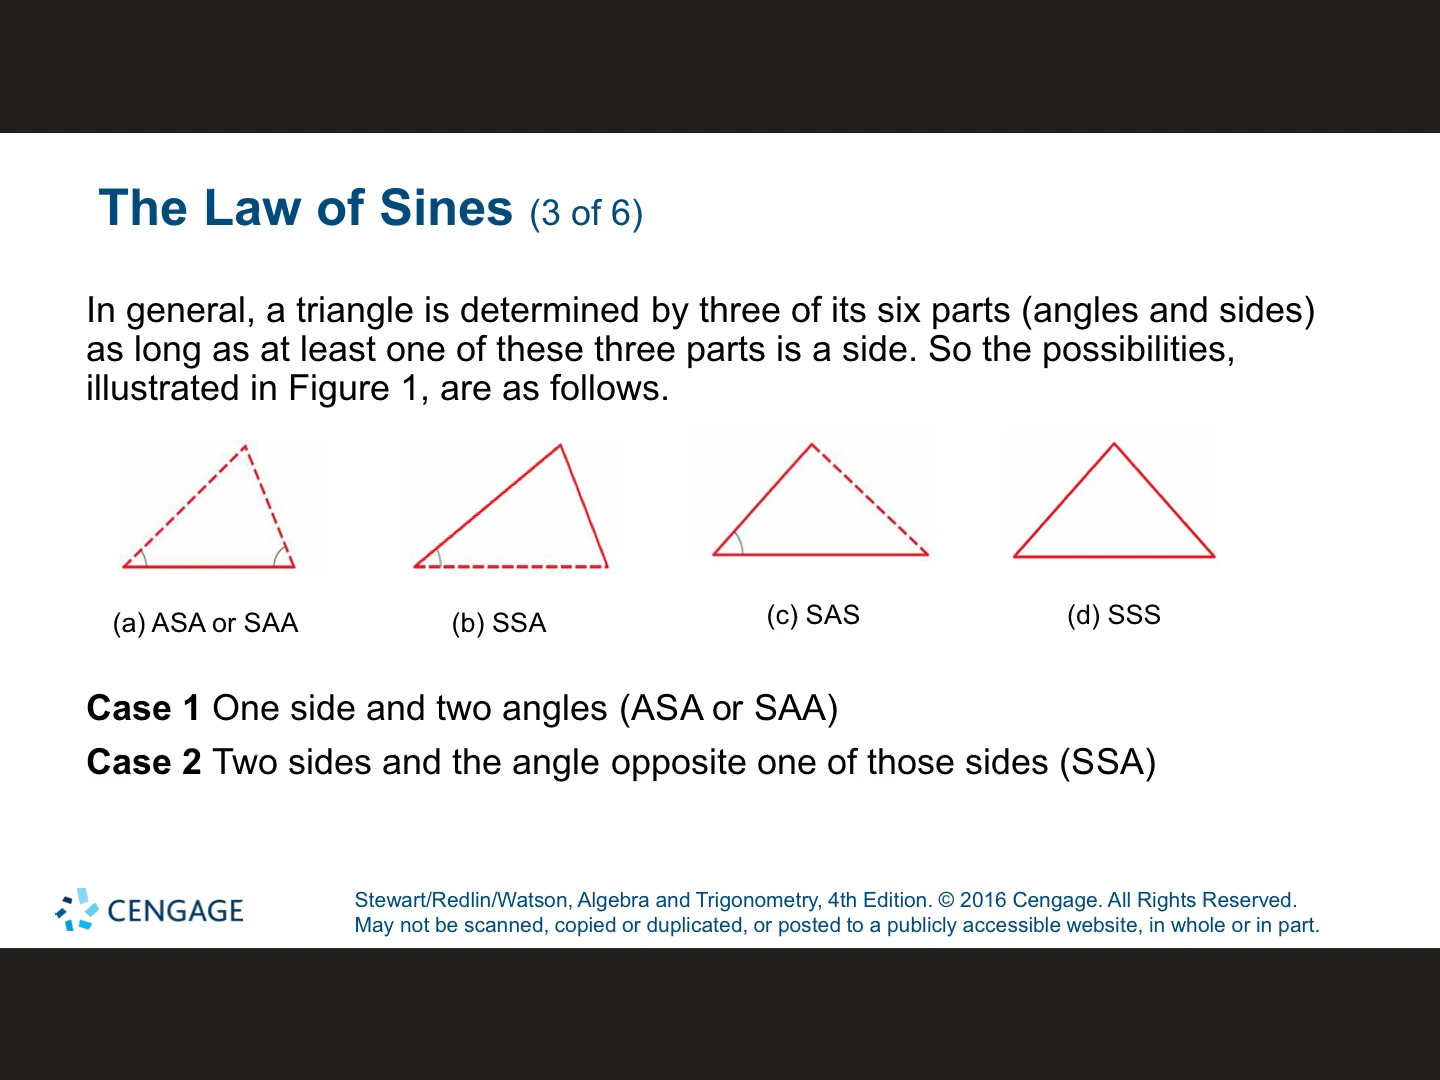 The Law of Sines (3 of 6)
In general, a triangle is determined by three of its six parts (angles and sides)
as long as at least one of these three parts is a side. So the possibilities,
illustrated in Figure 1, are as follows.
(a) ASA or SAA
(b) SSA
(c) SAS
(d) SSS
Case 1 One side and two angles (ASA or SAA)
Case 2 Two sides and the angle opposite one of those sides (SSA)
CENGAGE
Stewart/Redlin/Watson, Algebra and Trigonometry, 4th Edition. © 2016 Cengage. All Rights Reserved.
May not be scanned, copied or duplicated, or posted to a publicly accessible website, in whole or in part.